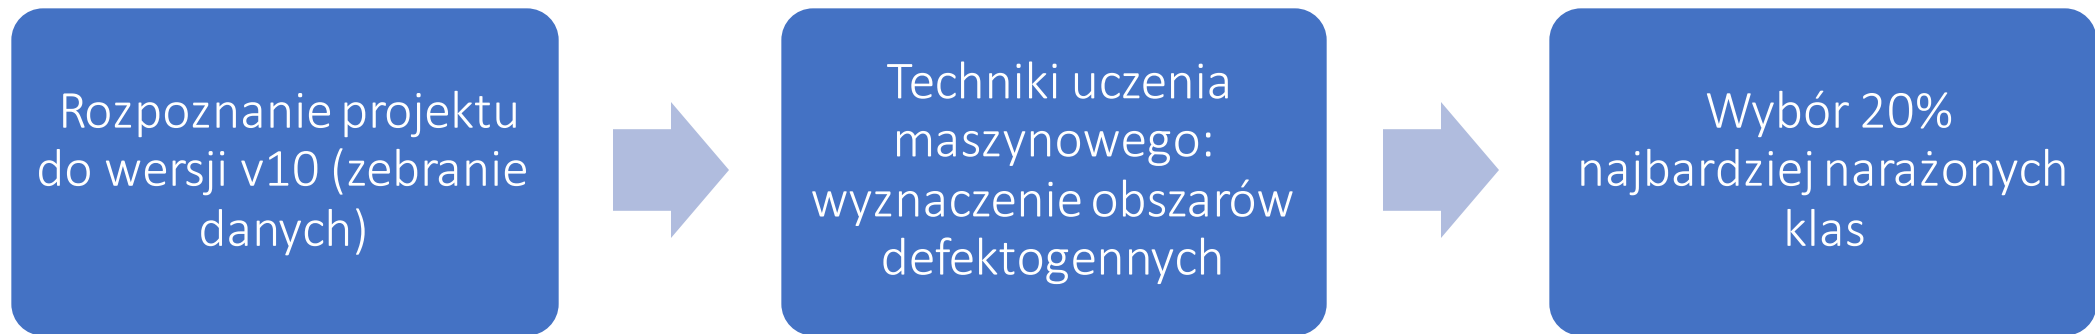 Rozpoznanie projektu
do wersji v10 (zebranie
danych)
Techniki uczenia
maszynowego:
wyznaczenie obszarów
defektogennych
Wybór 20%
najbardziej narażonych
klas